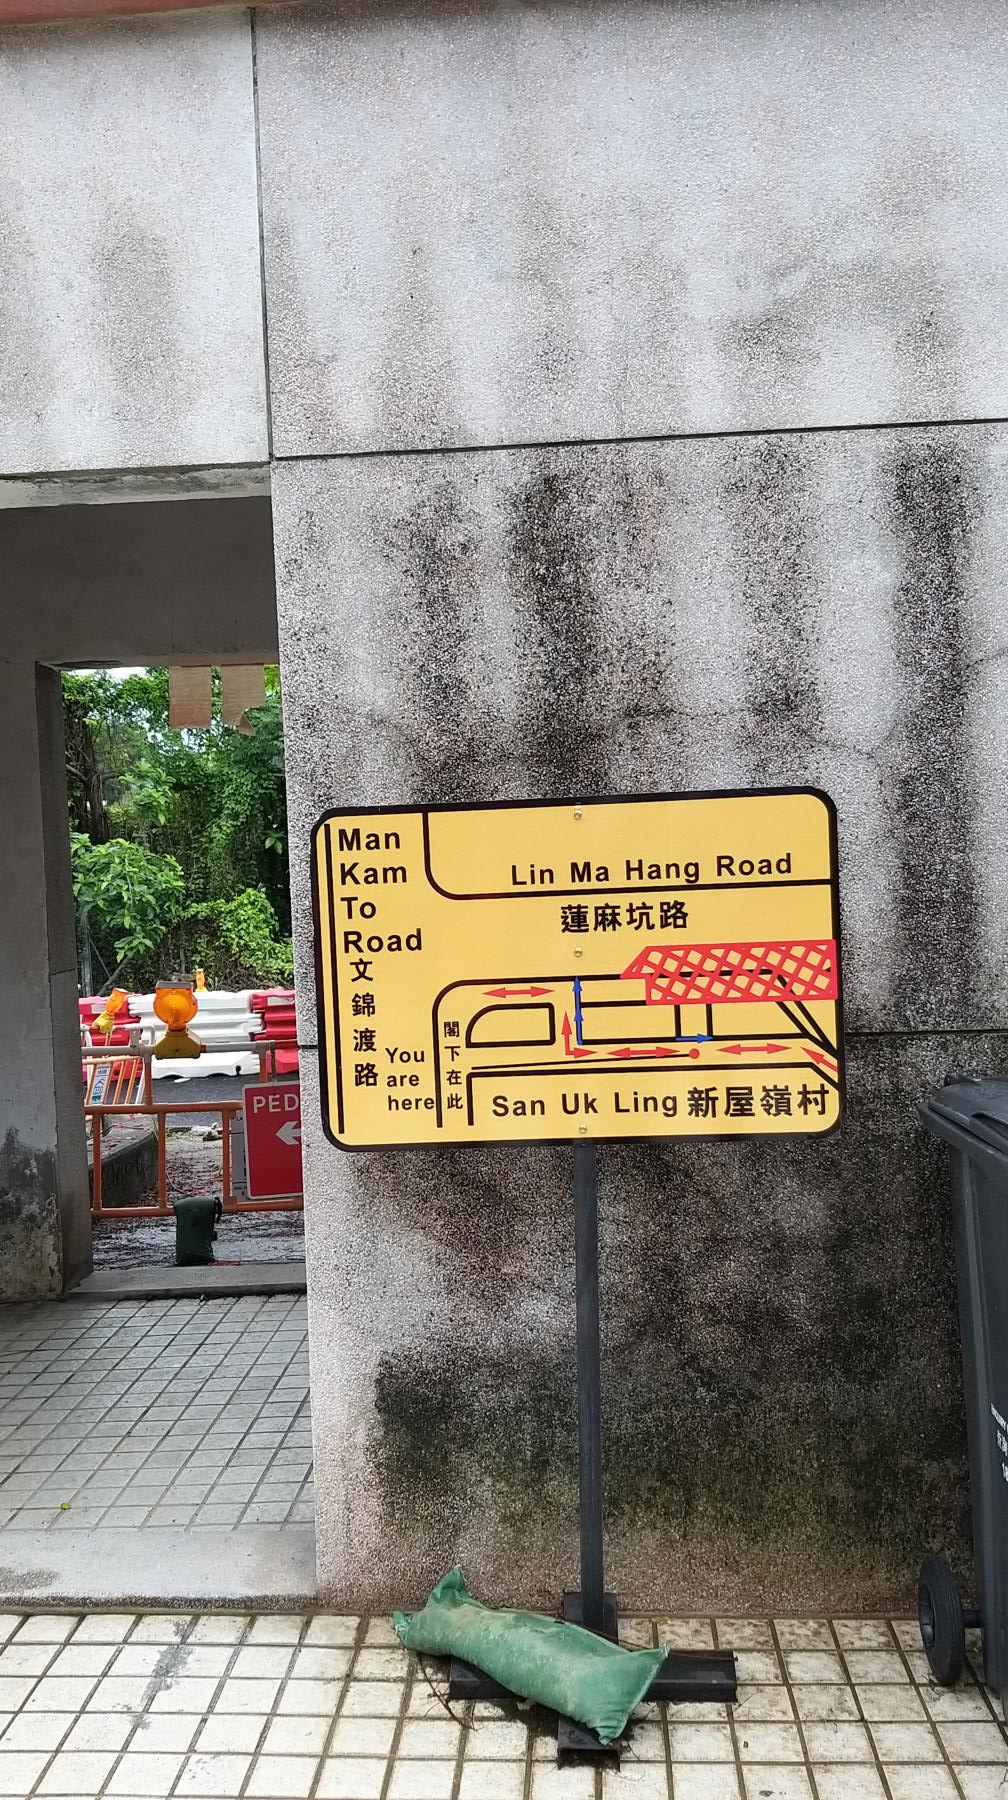 Man
Kam
To
Road
文
錦
渡
路
Lin Ma Hang Road
蓮麻坑路
You
are
here
閣
下
在
此
San Uk Ling 新屋嶺村
PED